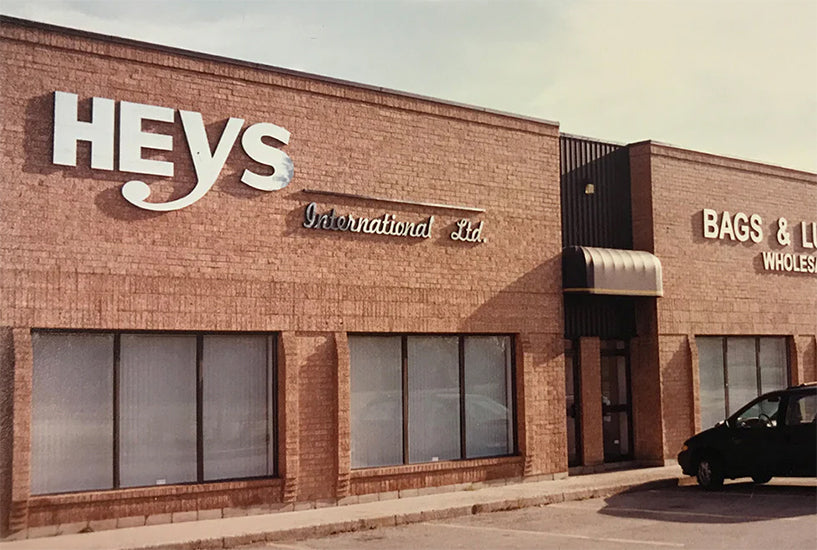 HEYS
International Ltd.
BAGS & LU
WHOLESA